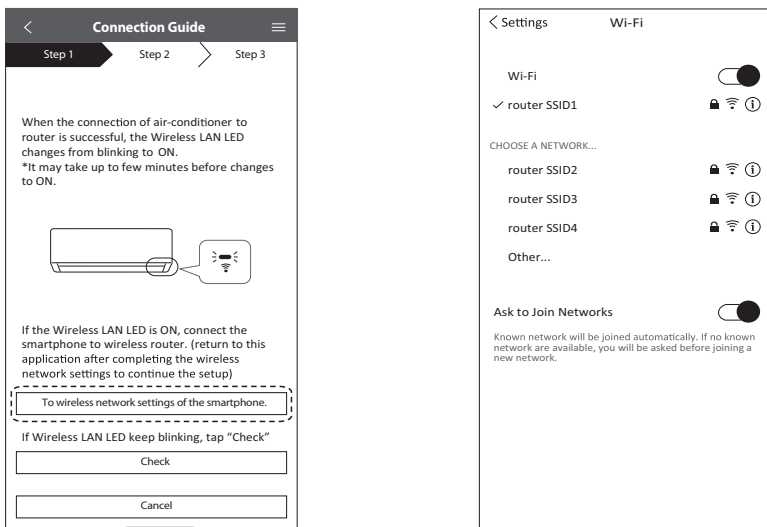 Connection Guide
Step 1
Step 2
Step 3
When the connection of air-conditioner to
router is successful, the Wireless LAN LED
changes from blinking to ON.
*It may take up to few minutes before changes
to ON.
If the Wireless LAN LED is ON, connect the
smartphone to wireless router. (return to this
application after completing the wireless
network settings to continue the setup)
To wireless network settings of the smartphone.
If Wireless LAN LED keep blinking, tap “Check”
Check
Cancel
Settings
Wi-Fi
Wi-Fi
router SSID1
CHOOSE A NETWORK...
router SSID2
router SSID3
router SSID4
Other...
Ask to Join Networks
Known network will be joined automatically. If no known
network are available, you will be asked before joining a
new network.